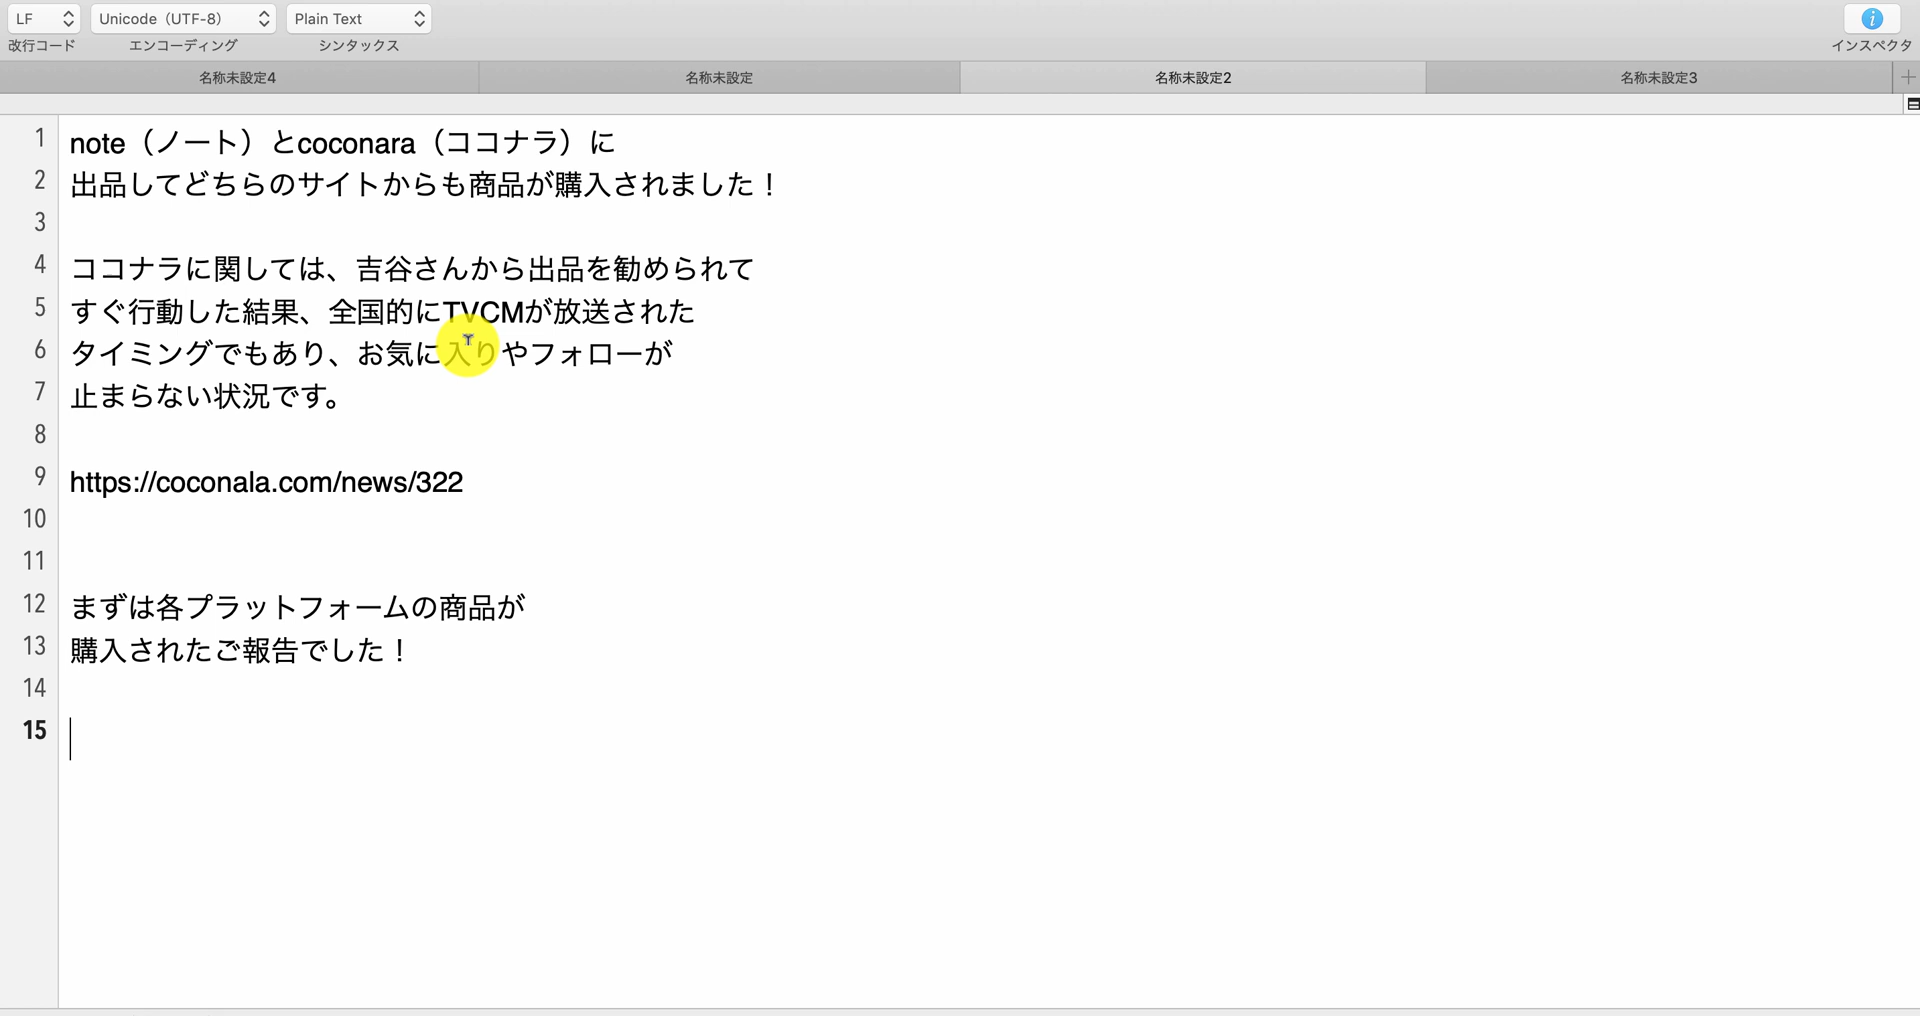 LF
Unicode（UTF-8）
Plain Text
改行コード
エンコーディング
シンタックス
インスペクタ
名称未設定4
名称未設定
名称未設定2
名称未設定3
1 note（ノート）とcoconara（ココナラ）に
2 出品してどちらのサイトからも商品が購入されました！
3
4 ココナラに関しては、吉谷さんから出品を勧められて
5 すぐ行動した結果、全国的にTVCMが放送された
6 タイミングでもあり、お気に入りやフォローが
7 止まらない状況です。
8
9 https://coconala.com/news/322
10
11
12 まずは各プラットフォームの商品が
13 購入されたご報告でした！
14
15